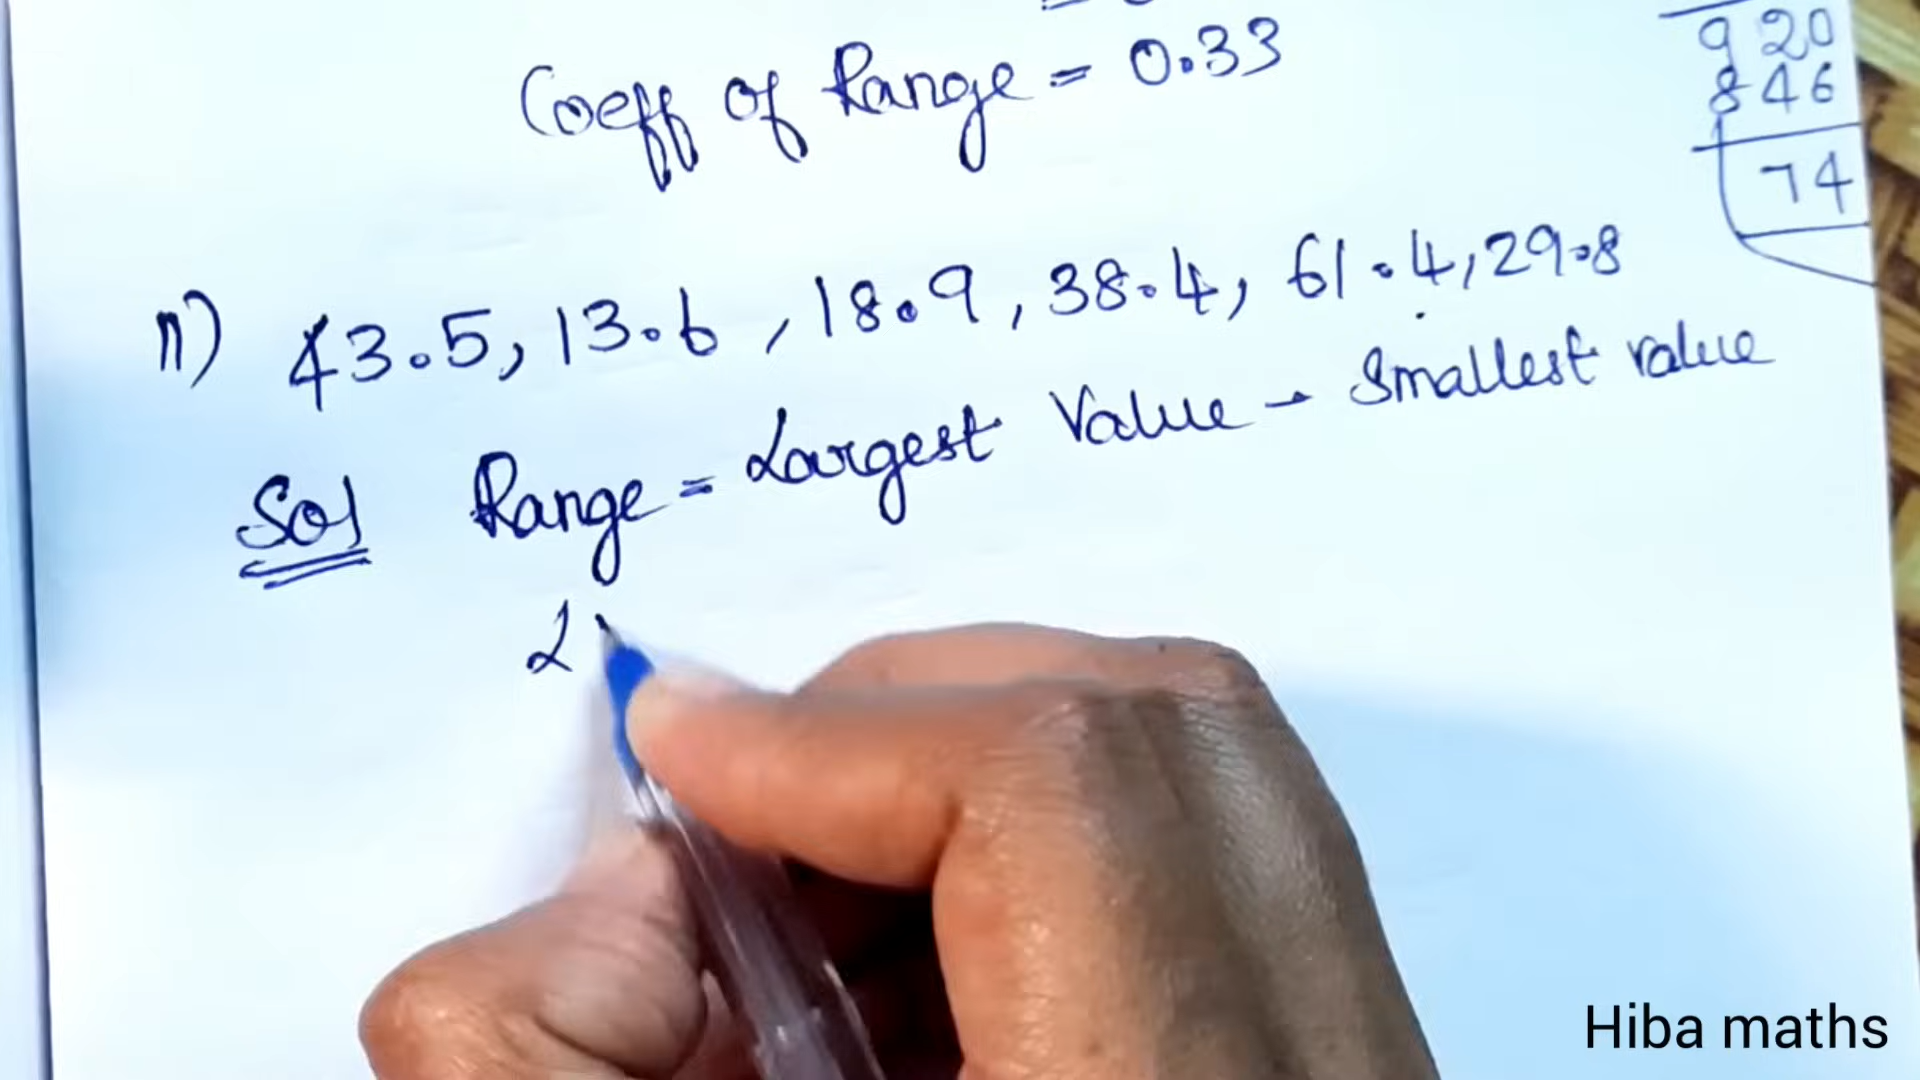 Coeff of Range = 0.33
920
846
74
II) 43.5, 13.6, 18.9, 38.4, 61.4, 29.8
Sol Range = Largest Value - Smallest value
L
Hiba maths